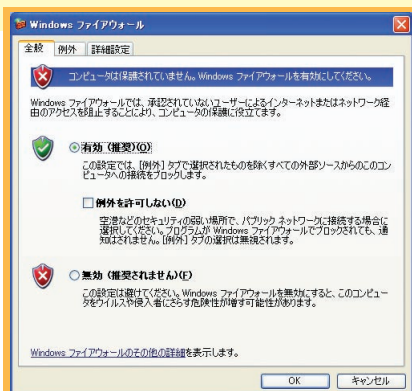 Windows ファイアウォール
全般 例外 詳細設定
コンピュータは保護されていません。Windows ファイアウォールを有効にしてください。
Windows ファイアウォールでは、承認されていないユーザーによるインターネットまたはネットワーク経
由のアクセスを阻止することにより、コンピュータの保護に役立てます。
有効 (推奨)(O)
この設定では、[例外] タブで選択されたものを除くすべての外部ソースからのこのコン
ピュータへの接続をブロックします。
例外を許可しない(D)
空港などのセキュリティの弱い場所で、パブリック ネットワークに接続する場合に
選択してください。プログラムが Windows ファイアウォールでブロックされても、通
知はされません。[例外] タブの選択は無視されます。
無効 (推奨されません)(F)
この設定は避けてください。Windows ファイアウォールを無効にすると、このコンピュー
タをウイルスや侵入者にさらす危険性が増す可能性があります。
Windows ファイアウォールのその他の詳細を表示します。
OK キャンセル